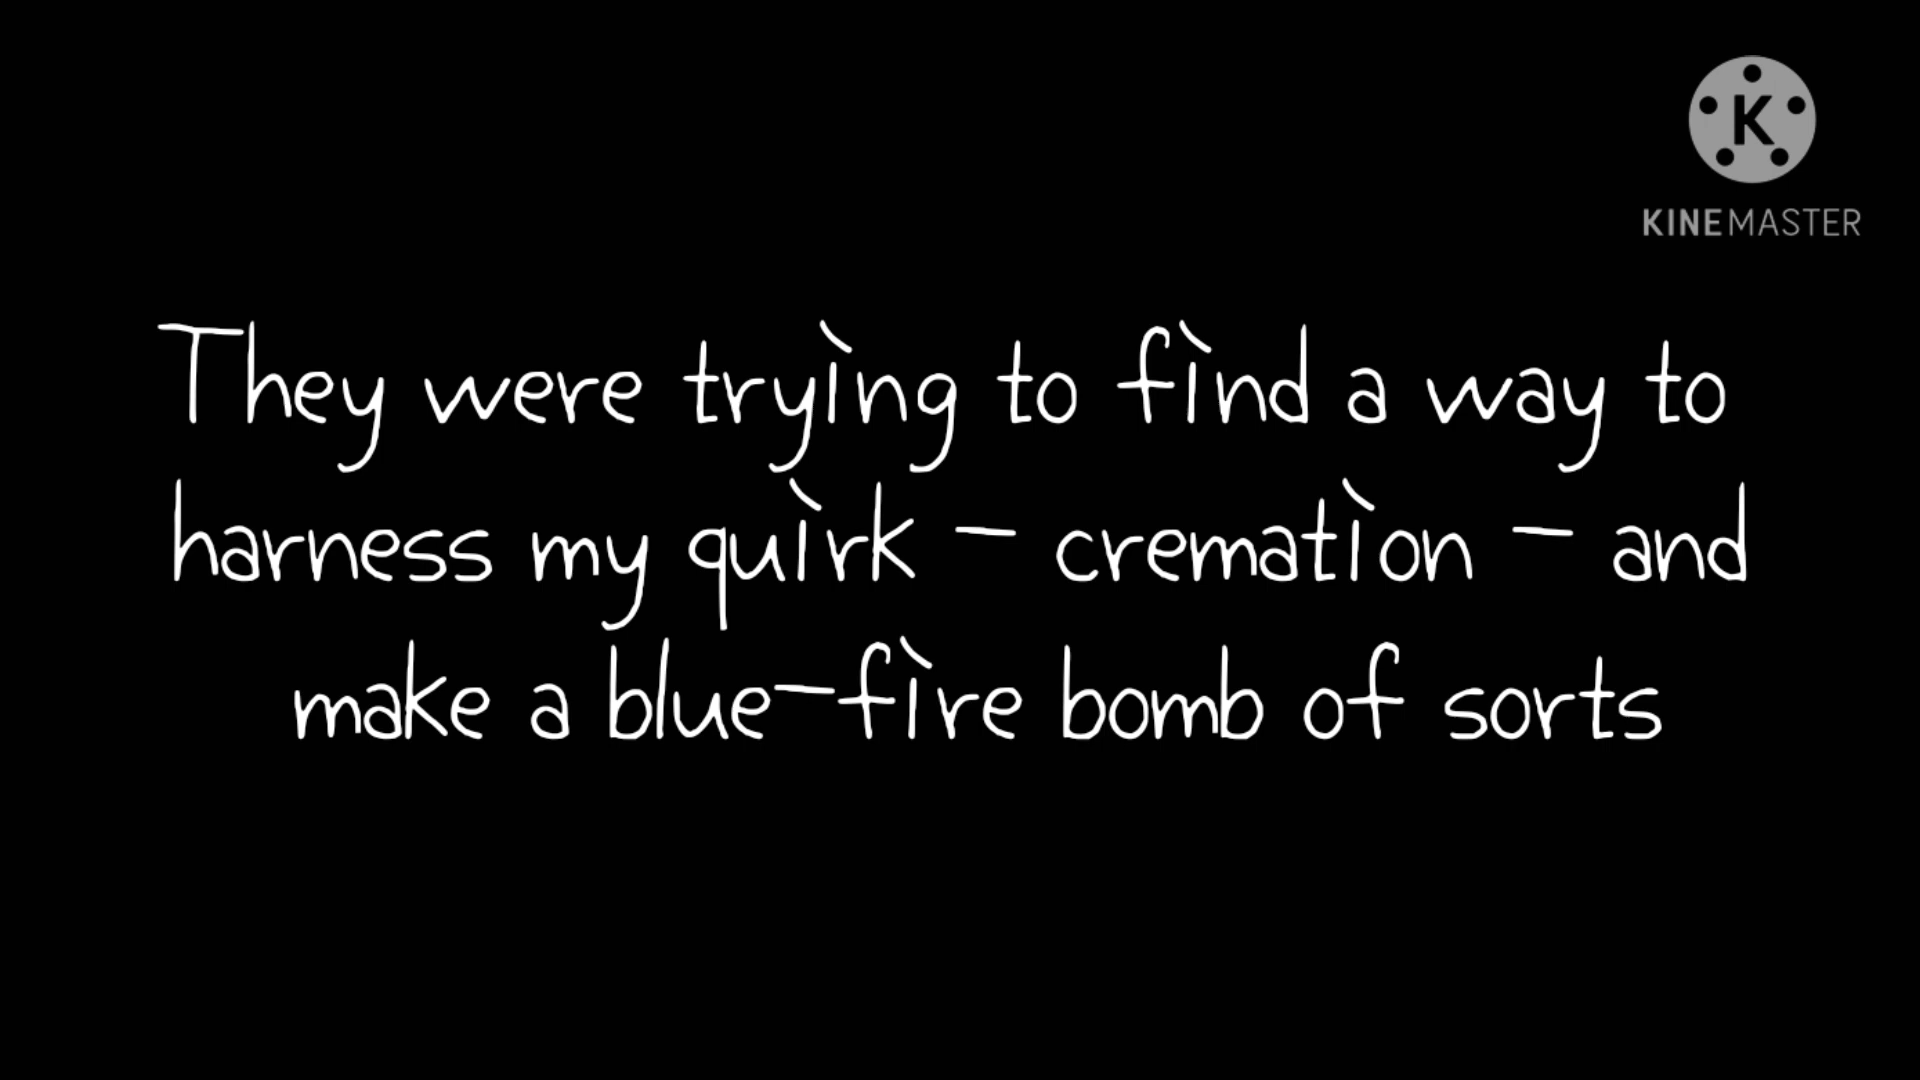 K
KINEMASTER
They were trying to find a way to
harness my quirk - cremation - and
make a blue-fire bomb of sorts